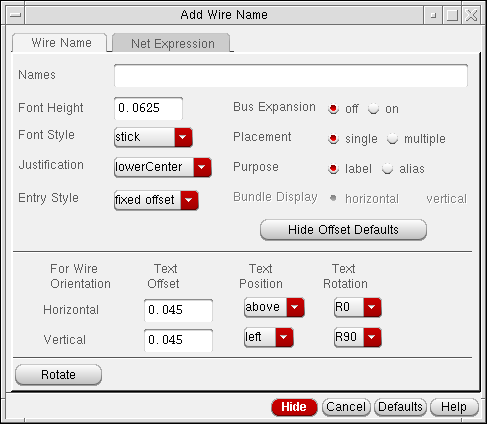 Add Wire Name
Wire Name Net Expression
Names
Font Height 0.0625 Bus Expansion off on
Font Style stick Placement single multiple
Justification lowerCenter Purpose label alias
Entry Style fixed offset Bundle Display horizontal vertical
Hide Offset Defaults
For Wire Text Text Text
Orientation Offset Position Rotation
Horizontal 0.045 above R0
Vertical 0.045 left R90
Rotate
Hide Cancel Defaults Help